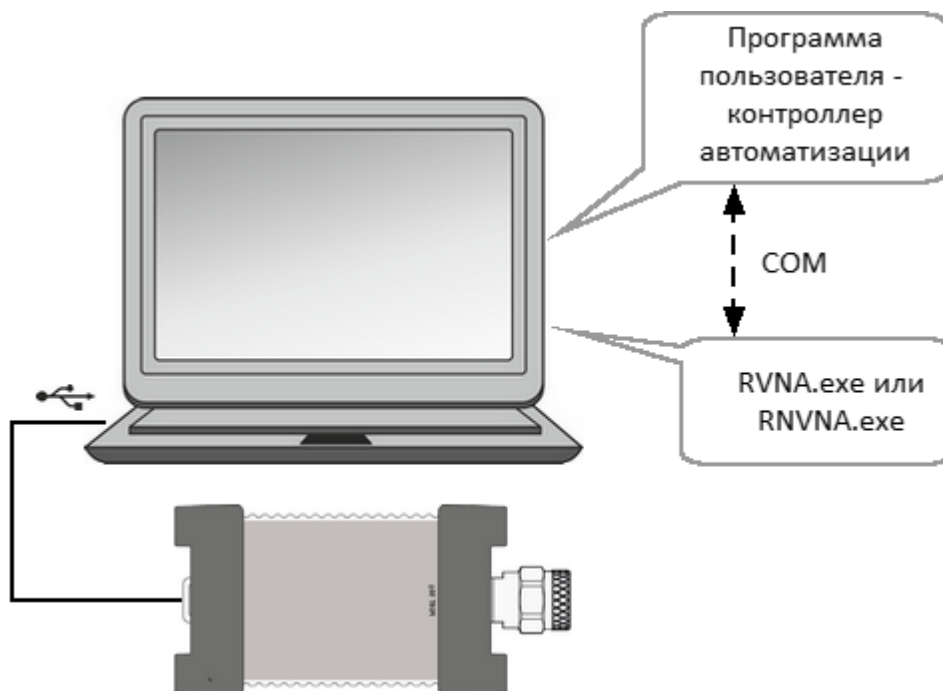 Программа
пользователя -
контроллер
автоматизации
COM
RVNA.exe или
RNVNA.exe